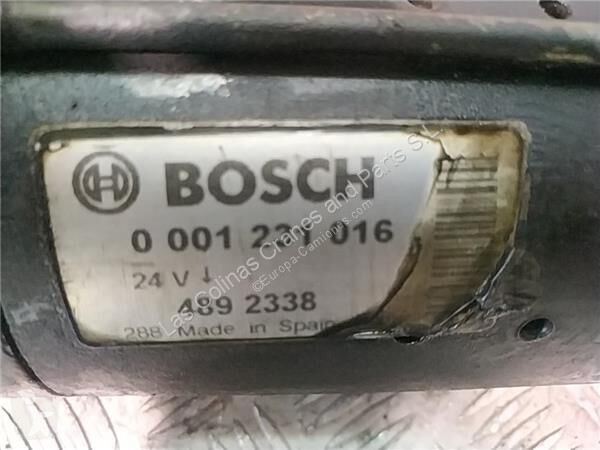 BOSCH
0 001 231 016
24 V ↓
489 2338
288 Made in Spain
Las Colinas Cranes and Parts S.L.
©Europa-Camiones.com